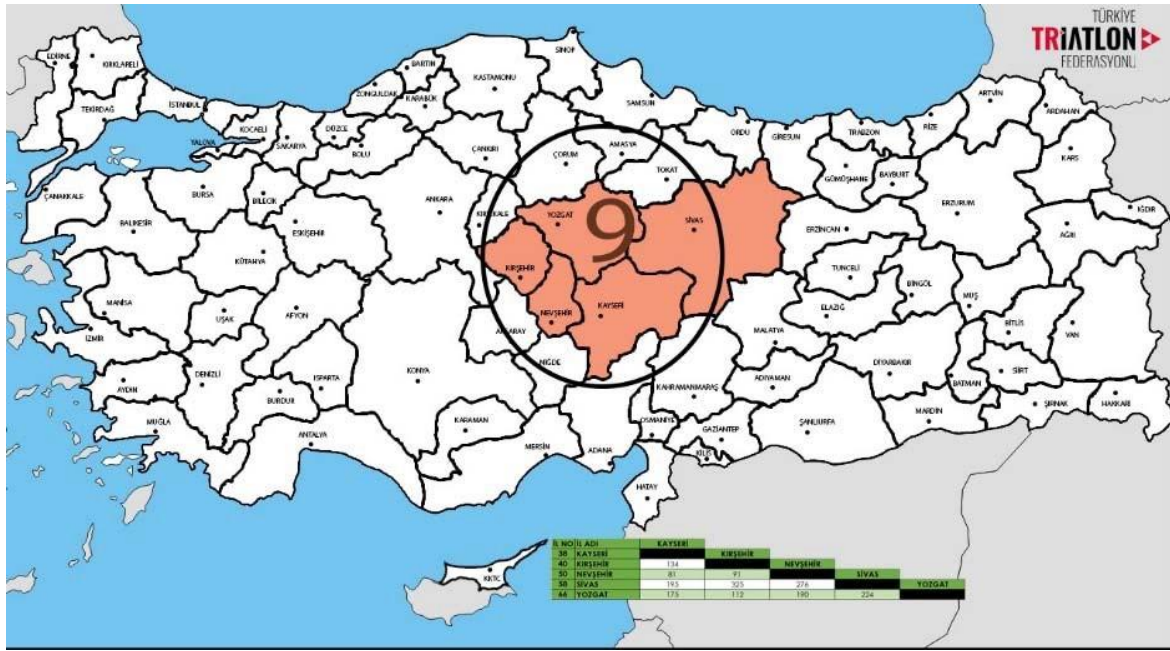 TÜRKİYE
TRİATLON
FEDERASYONU
EDİRNE
KIRKLARELİ
TEKİRDAĞ
İSTANBUL
KOCAELİ
YALOVA
SAKARYA
DÜZCE
BOLU
ZONGULDAK
BARTIN
KARABÜK
KASTAMONU
SİNOP
SAMSUN
ORDU
GİRESUN
TRABZON
RİZE
ARTVİN
ARDAHAN
KARS
ÇANKIRI
ÇORUM
AMASYA
TOKAT
GÜMÜŞHANE
BAYBURT
ERZURUM
IĞDIR
AĞRI
ÇANAKKALE
BALIKESİR
BURSA
BİLECİK
ESKİŞEHİR
ANKARA
YOZGAT
9
SİVAS
ERZİNCAN
KÜTAHYA
KIRŞEHİR
TUNCELİ
BİNGÖL
MUŞ
MANİSA
UŞAK
AFYON
NEVŞEHİR
KAYSERİ
ELAZIĞ
MALATYA
BİTLİS
VAN
İZMİR
NİĞDE
DİYARBAKIR
SİİRT
BATMAN
AYDIN
DENİZLİ
ISPARTA
BURDUR
KONYA
KAHRAMANMARAŞ
ADIYAMAN
ŞIRNAK
HAKKARİ
MUĞLA
ANTALYA
KARAMAN
MERSİN
ADANA
GAZİANTEP
KİLİS
ŞANLIURFA
MARDİN
HATAY
KKTC
İL NO İL ADI KAYSERİ
38 KAYSERİ KIRŞEHİR
40 KIRŞEHİR 134 NEVŞEHİR
50 NEVŞEHİR 81 91 SİVAS
58 SİVAS 195 325 276 YOZGAT
66 YOZGAT 175 112 190 224